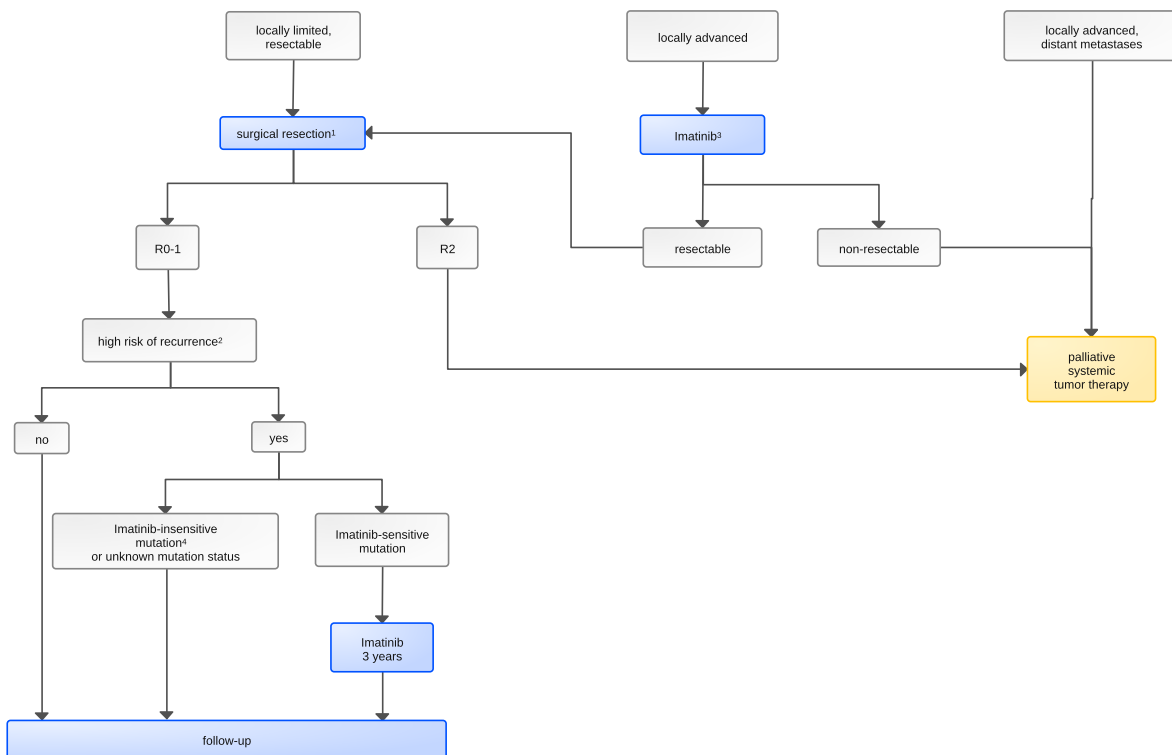 locally limited,
resectable
locally advanced
locally advanced,
distant metastases
surgical resection¹
Imatinib³
R0-1
R2
resectable
non-resectable
high risk of recurrence²
palliative
systemic
tumor therapy
no
yes
Imatinib-insensitive
mutation⁴
or unknown mutation status
Imatinib-sensitive
mutation
Imatinib
3 years
follow-up